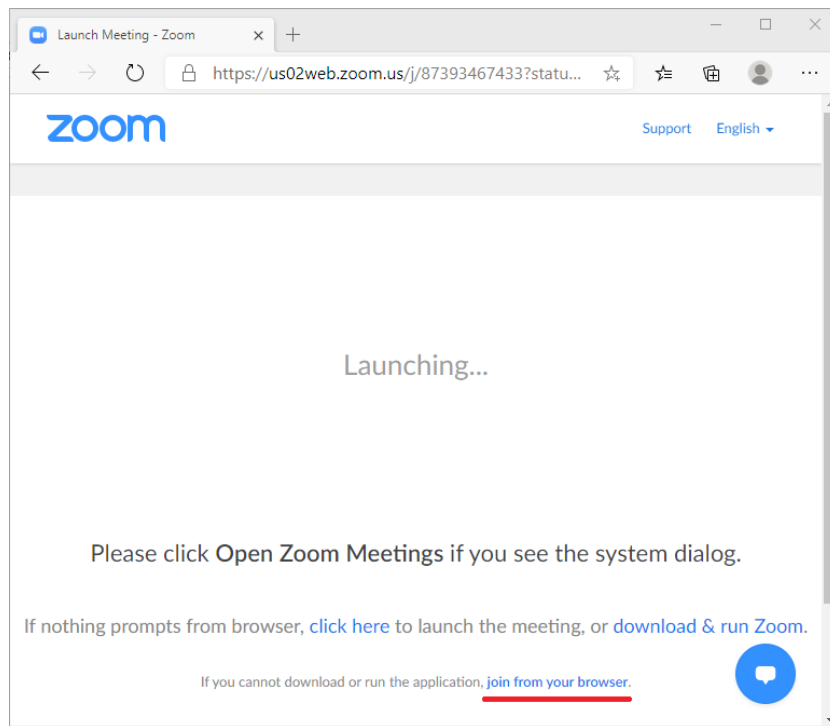 Launch Meeting - Zoom
https://us02web.zoom.us/j/87393467433?statu...
zoom
Support English
Launching...
Please click Open Zoom Meetings if you see the system dialog.
If nothing prompts from browser, click here to launch the meeting, or download & run Zoom.
If you cannot download or run the application, join from your browser.